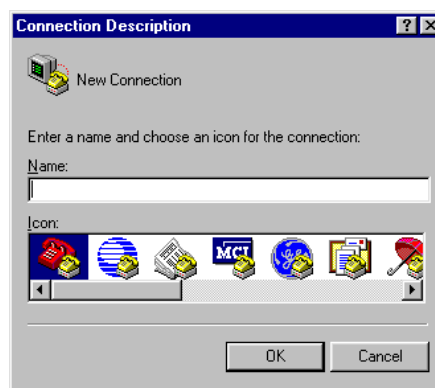 Connection Description
New Connection
Enter a name and choose an icon for the connection:
Name:
Icon:
MCI
OK Cancel